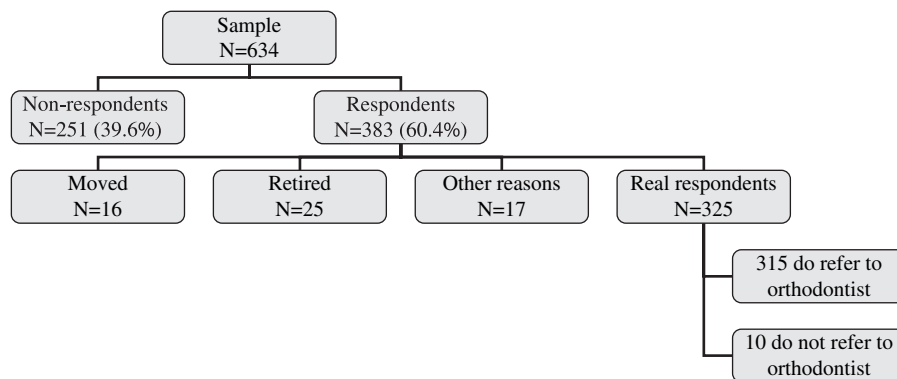 Sample
N=634
Non-respondents
N=251 (39.6%)
Respondents
N=383 (60.4%)
Moved
N=16
Retired
N=25
Other reasons
N=17
Real respondents
N=325
315 do refer to
orthodontist
10 do not refer to
orthodontist